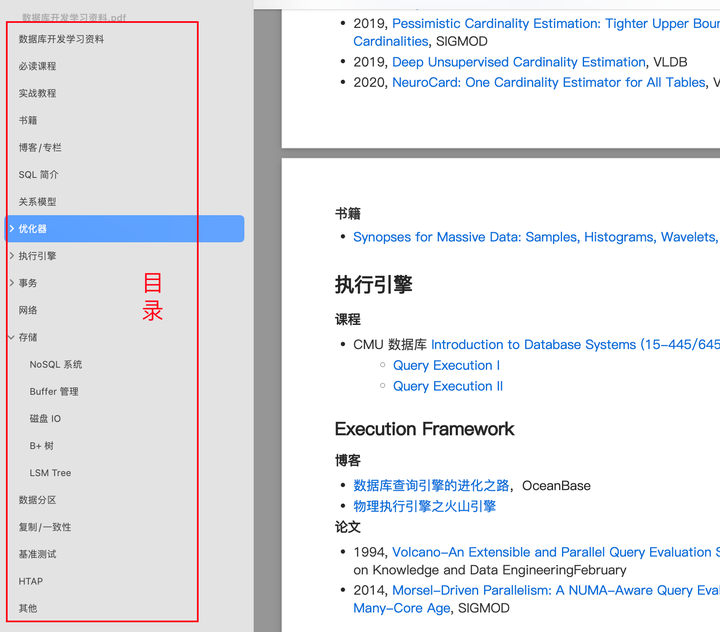 数据库开发学习资料.pdf
数据库开发学习资料
必读课程
实战教程
书籍
博客/专栏
SQL 简介
关系模型
优化器
执行引擎
事务
网络
存储
NoSQL 系统
Buffer 管理
磁盘 IO
B+ 树
LSM Tree
数据分区
复制/一致性
基准测试
HTAP
其他
目
录
• 2019, Pessimistic Cardinality Estimation: Tighter Upper Boun
Cardinalities, SIGMOD
• 2019, Deep Unsupervised Cardinality Estimation, VLDB
• 2020, NeuroCard: One Cardinality Estimator for All Tables, V
书籍
• Synopses for Massive Data: Samples, Histograms, Wavelets,
执行引擎
课程
• CMU 数据库 Introduction to Database Systems (15-445/645
○ Query Execution I
○ Query Execution II
Execution Framework
博客
• 数据库查询引擎的进化之路，OceanBase
• 物理执行引擎之火山引擎
论文
• 1994, Volcano-An Extensible and Parallel Query Evaluation S
on Knowledge and Data EngineeringFebruary
• 2014, Morsel-Driven Parallelism: A NUMA-Aware Query Eval
Many-Core Age, SIGMOD